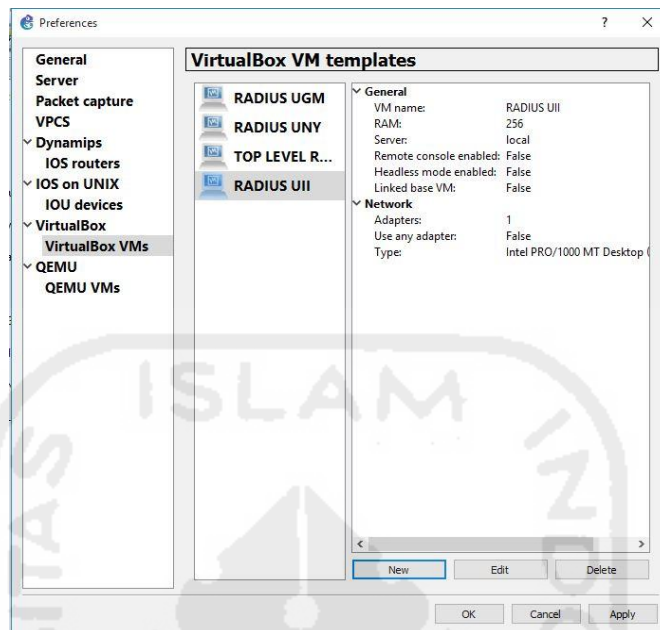 Preferences
? ×
General
Server
Packet capture
VPCS
Dynamips
IOS routers
IOS on UNIX
IOU devices
VirtualBox
VirtualBox VMs
QEMU
QEMU VMs
VirtualBox VM templates
RADIUS UGM
RADIUS UNY
TOP LEVEL R...
RADIUS UII
General
VM name: RADIUS UII
RAM: 256
Server: local
Remote console enabled: False
Headless mode enabled: False
Linked base VM: False
Network
Adapters: 1
Use any adapter: False
Type: Intel PRO/1000 MT Desktop (
New Edit Delete
OK Cancel Apply
ISLAM